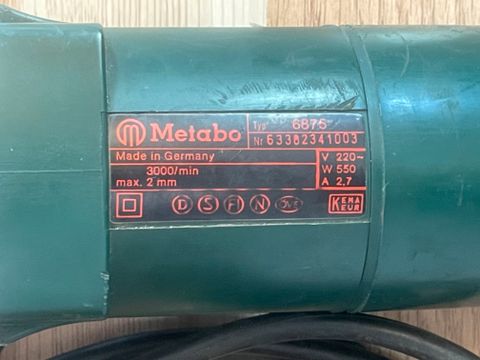 Metabo
Typ 6875
Nr 63382341003
Made in Germany
3000/min
max. 2 mm
V 220~
W 550
A 2,7
D S FI N ÖVE
KEMA
KEUR